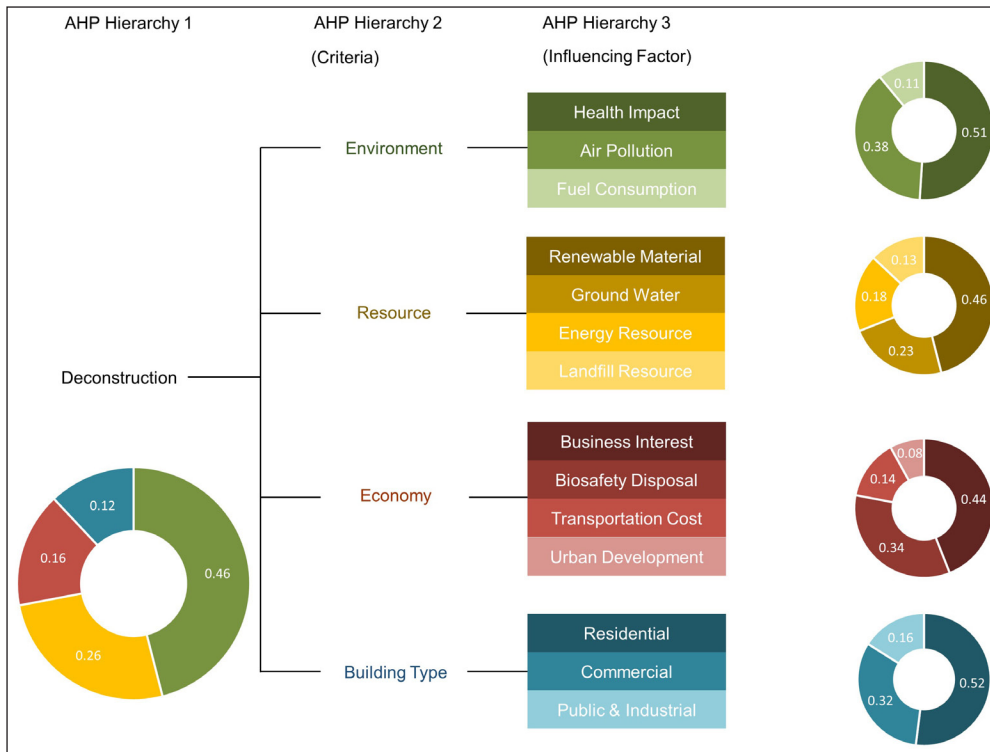 AHP Hierarchy 1
AHP Hierarchy 2
(Criteria)
AHP Hierarchy 3
(Influencing Factor)
Deconstruction
0.46
0.26
0.16
0.12
Environment
Health Impact
Air Pollution
Fuel Consumption
0.51
0.38
0.11
Resource
Renewable Material
Ground Water
Energy Resource
Landfill Resource
0.46
0.23
0.18
0.13
Economy
Business Interest
Biosafety Disposal
Transportation Cost
Urban Development
0.44
0.34
0.14
0.08
Building Type
Residential
Commercial
Public & Industrial
0.52
0.32
0.16